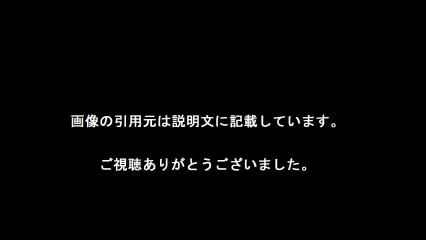 画像の引用元は説明文に記載しています。
ご視聴ありがとうございました。